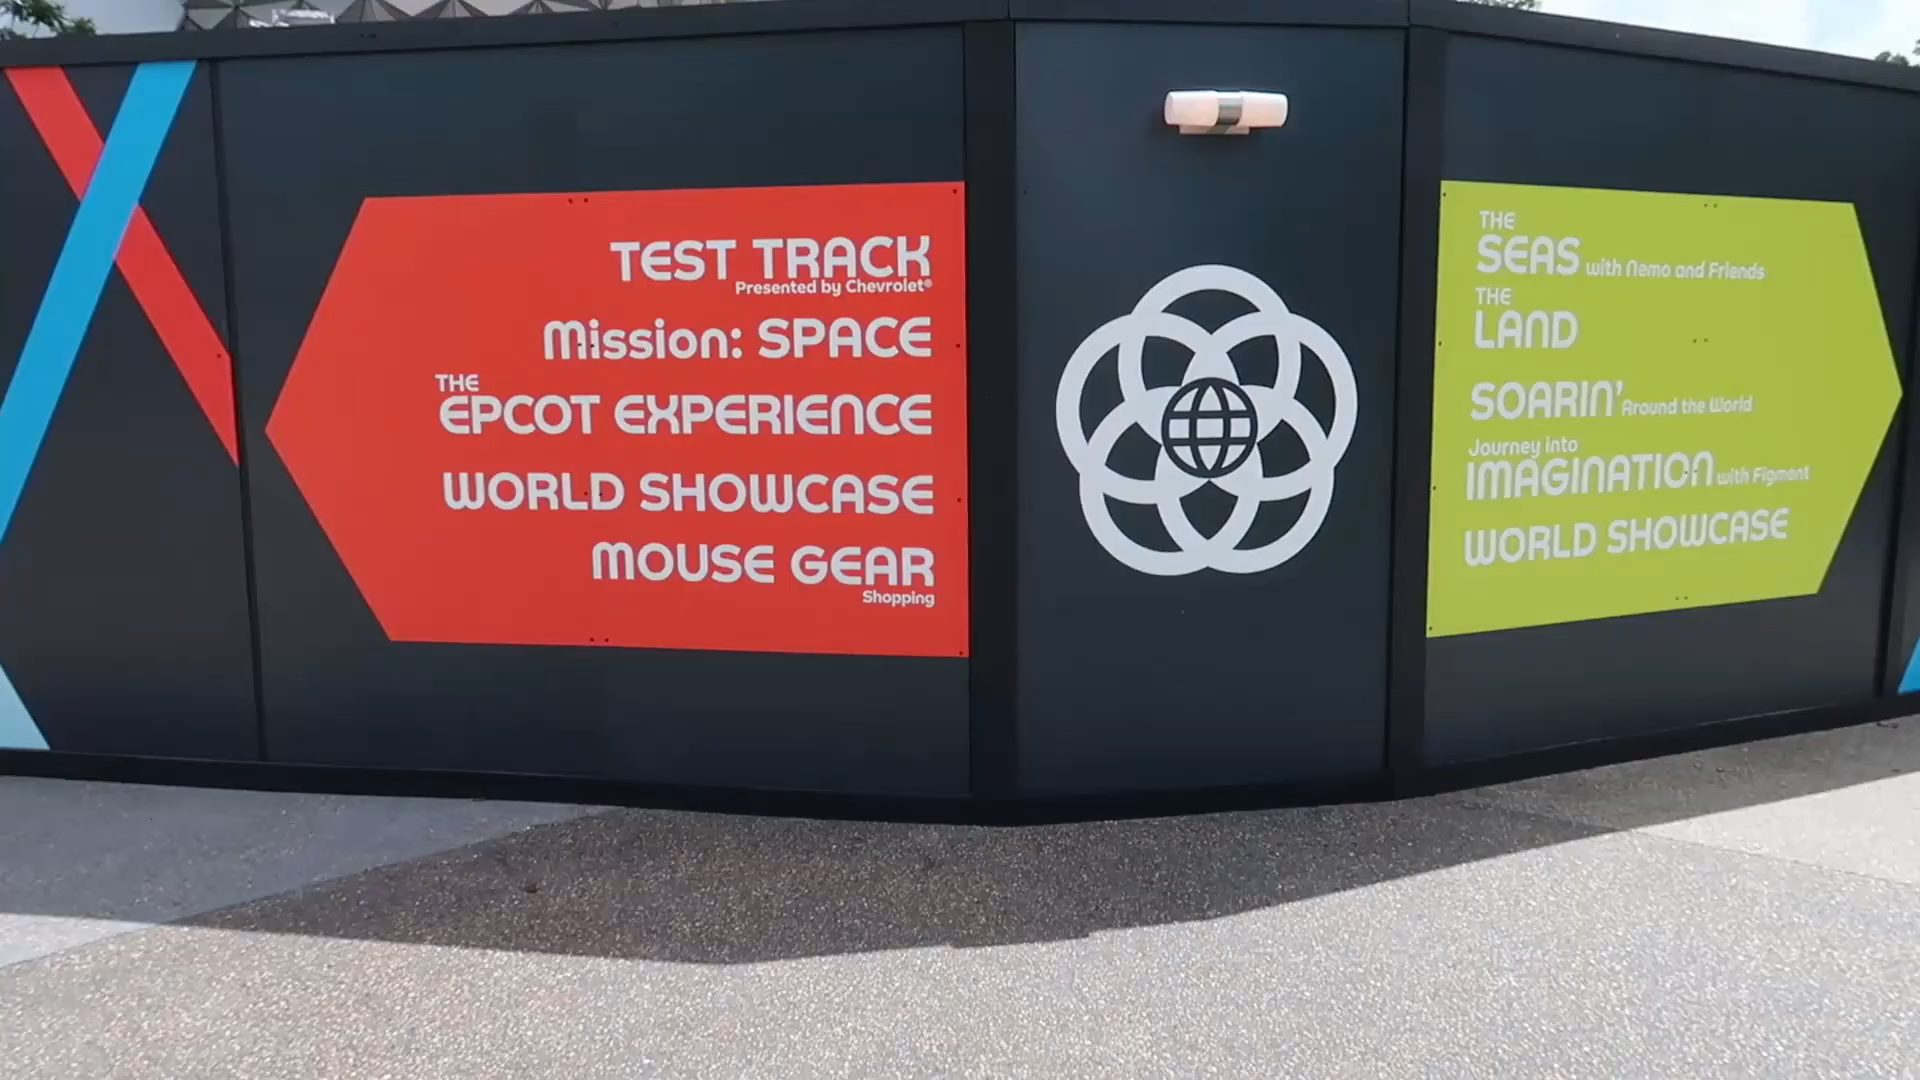 TEST TRACK
Presented by Chevrolet®
Mission: SPACE
THE
EPCOT EXPERIENCE
WORLD SHOWCASE
MOUSE GEAR
Shopping
THE
SEAS with Nemo and Friends
THE
LAND
SOARIN' Around the World
Journey into
IMAGINATION with Figment
WORLD SHOWCASE